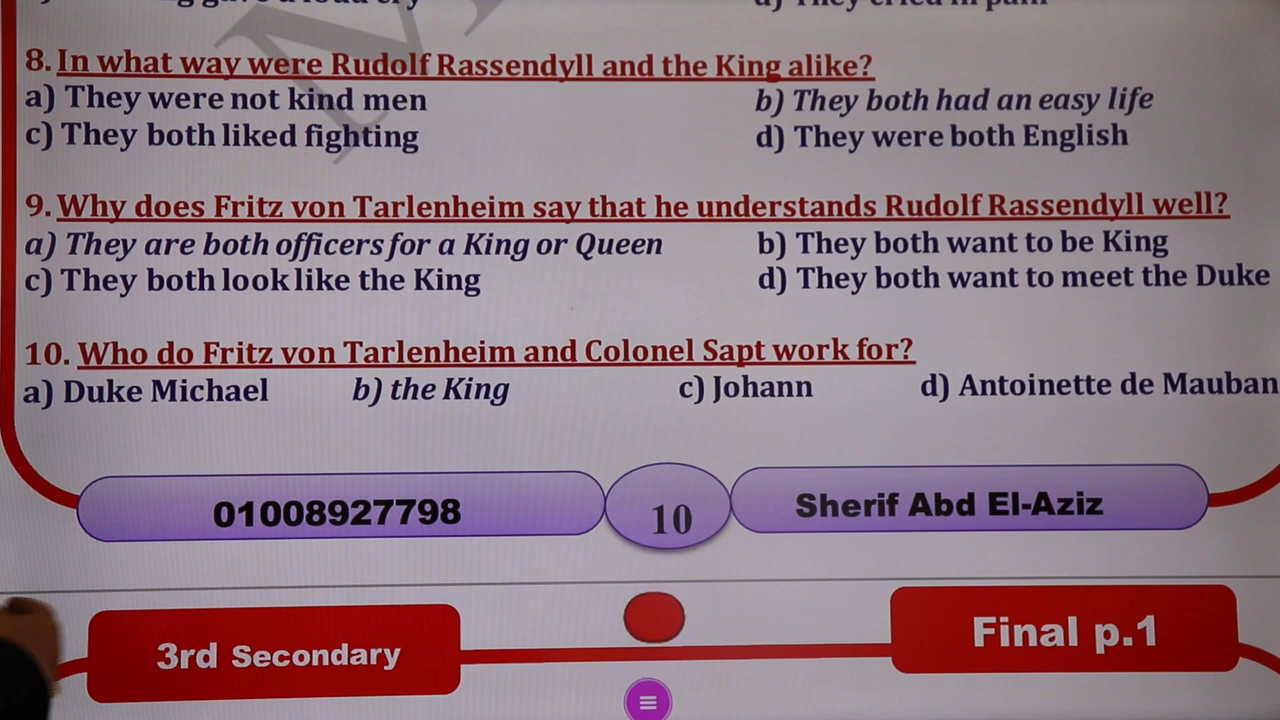 8. In what way were Rudolf Rassendyll and the King alike?
a) They were not kind men b) They both had an easy life
c) They both liked fighting d) They were both English
9. Why does Fritz von Tarlenheim say that he understands Rudolf Rassendyll well?
a) They are both officers for a King or Queen b) They both want to be King
c) They both look like the King d) They both want to meet the Duke
10. Who do Fritz von Tarlenheim and Colonel Sapt work for?
a) Duke Michael b) the King c) Johann d) Antoinette de Mauban
01008927798 10 Sherif Abd El-Aziz
3rd Secondary Final p.1